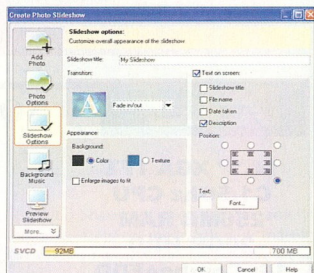 Create Photo Slideshow
Slideshow options:
Customize overall appearance of the slideshow
Slideshow title: My Slideshow
Transition:
Fade in/out
Appearance:
Background:
Color
Texture
Enlarge images to fit
Text on screen:
Slideshow title
File name
Date taken
Description
Position:
Text:
Font...
Add Photo
Photo Options
Slideshow Options
Background Music
Preview Slideshow
More...
SVCD 92MB 700 MB
OK Cancel Help